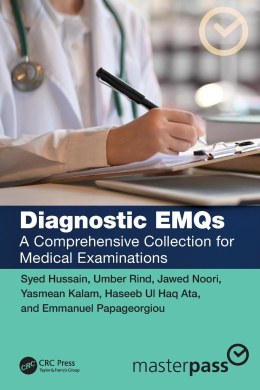 Diagnostic EMQs
A Comprehensive Collection for
Medical Examinations
Syed Hussain, Umber Rind, Jawed Noori,
Yasmean Kalam, Haseeb Ul Haq Ata,
and Emmanuel Papageorgiou
CRC
CRC Press
Taylor & Francis Group
masterpass